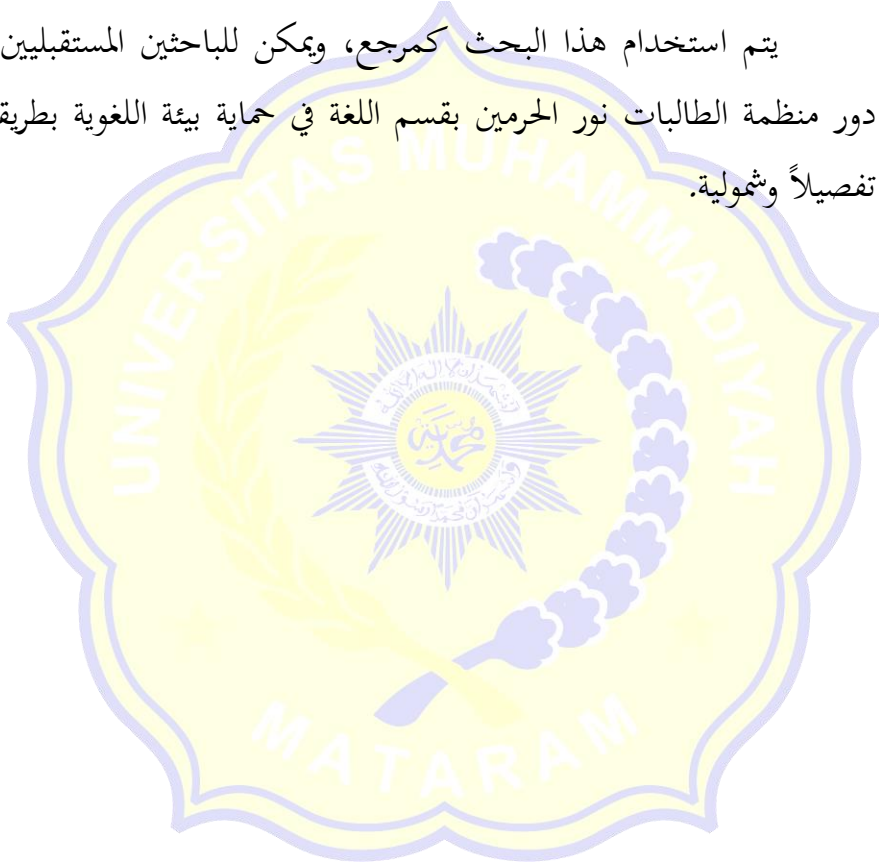 يتم استخدام هذا البحث كمرجع، ويمكن للباحثين المستقبليين
دور منظمة الطالبات نور الحرمين بقسم اللغة في حماية بيئة اللغوية بطريق
تفصيلاً وشمولية.
UNIVERSITAS MUHAMMADIYAH
MATARAM